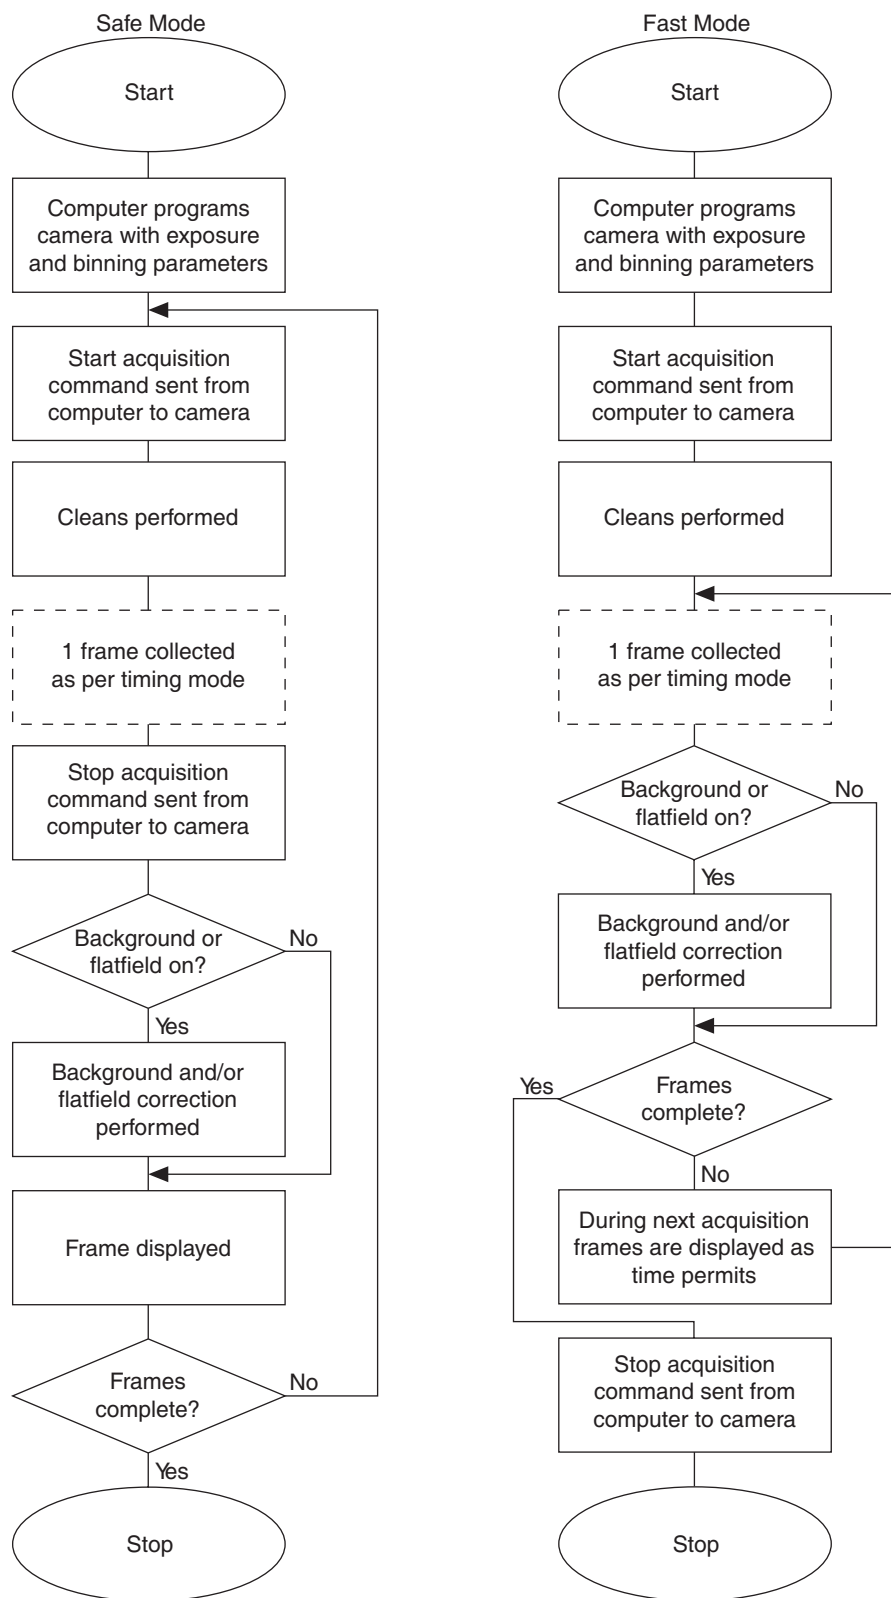 Safe Mode
Start
Computer programs
camera with exposure
and binning parameters
Start acquisition
command sent from
computer to camera
Cleans performed
1 frame collected
as per timing mode
Stop acquisition
command sent from
computer to camera
Background or
flatfield on?
No
Yes
Background and/or
flatfield correction
performed
Frame displayed
Frames
complete?
No
Yes
Stop
Fast Mode
Start
Computer programs
camera with exposure
and binning parameters
Start acquisition
command sent from
computer to camera
Cleans performed
1 frame collected
as per timing mode
Background or
flatfield on?
No
Yes
Background and/or
flatfield correction
performed
Frames
complete?
Yes
No
During next acquisition
frames are displayed as
time permits
Stop acquisition
command sent from
computer to camera
Stop